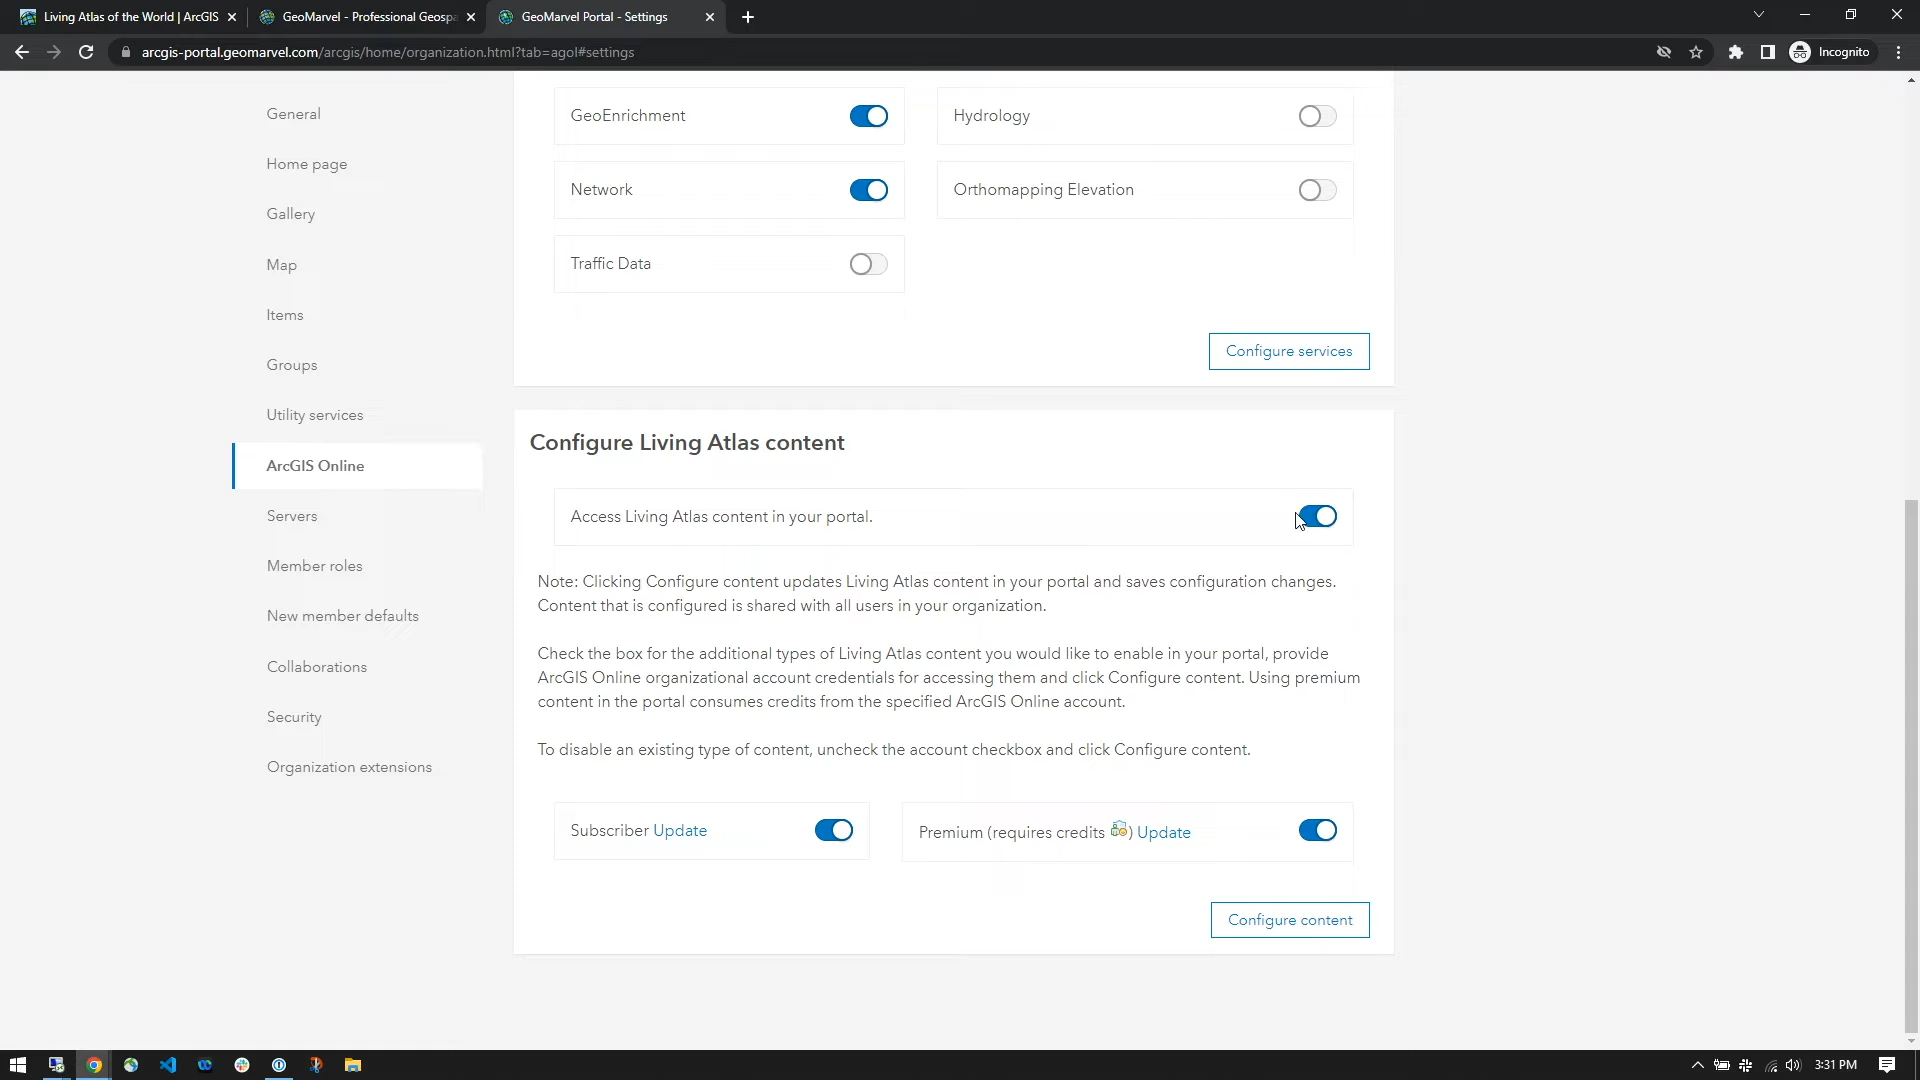 Living Atlas of the World | ArcGIS
GeoMarvel - Professional Geospa
GeoMarvel Portal - Settings
arcgis-portal.geomarvel.com/arcgis/home/organization.html?tab=agol#settings
Incognito
General
Home page
Gallery
Map
Items
Groups
Utility services
ArcGIS Online
Servers
Member roles
New member defaults
Collaborations
Security
Organization extensions
GeoEnrichment
Hydrology
Network
Orthomapping Elevation
Traffic Data
Configure services
Configure Living Atlas content
Access Living Atlas content in your portal.
Note: Clicking Configure content updates Living Atlas content in your portal and saves configuration changes.
Content that is configured is shared with all users in your organization.
Check the box for the additional types of Living Atlas content you would like to enable in your portal, provide
ArcGIS Online organizational account credentials for accessing them and click Configure content. Using premium
content in the portal consumes credits from the specified ArcGIS Online account.
To disable an existing type of content, uncheck the account checkbox and click Configure content.
Subscriber Update
Premium (requires credits ) Update
Configure content
3:31 PM